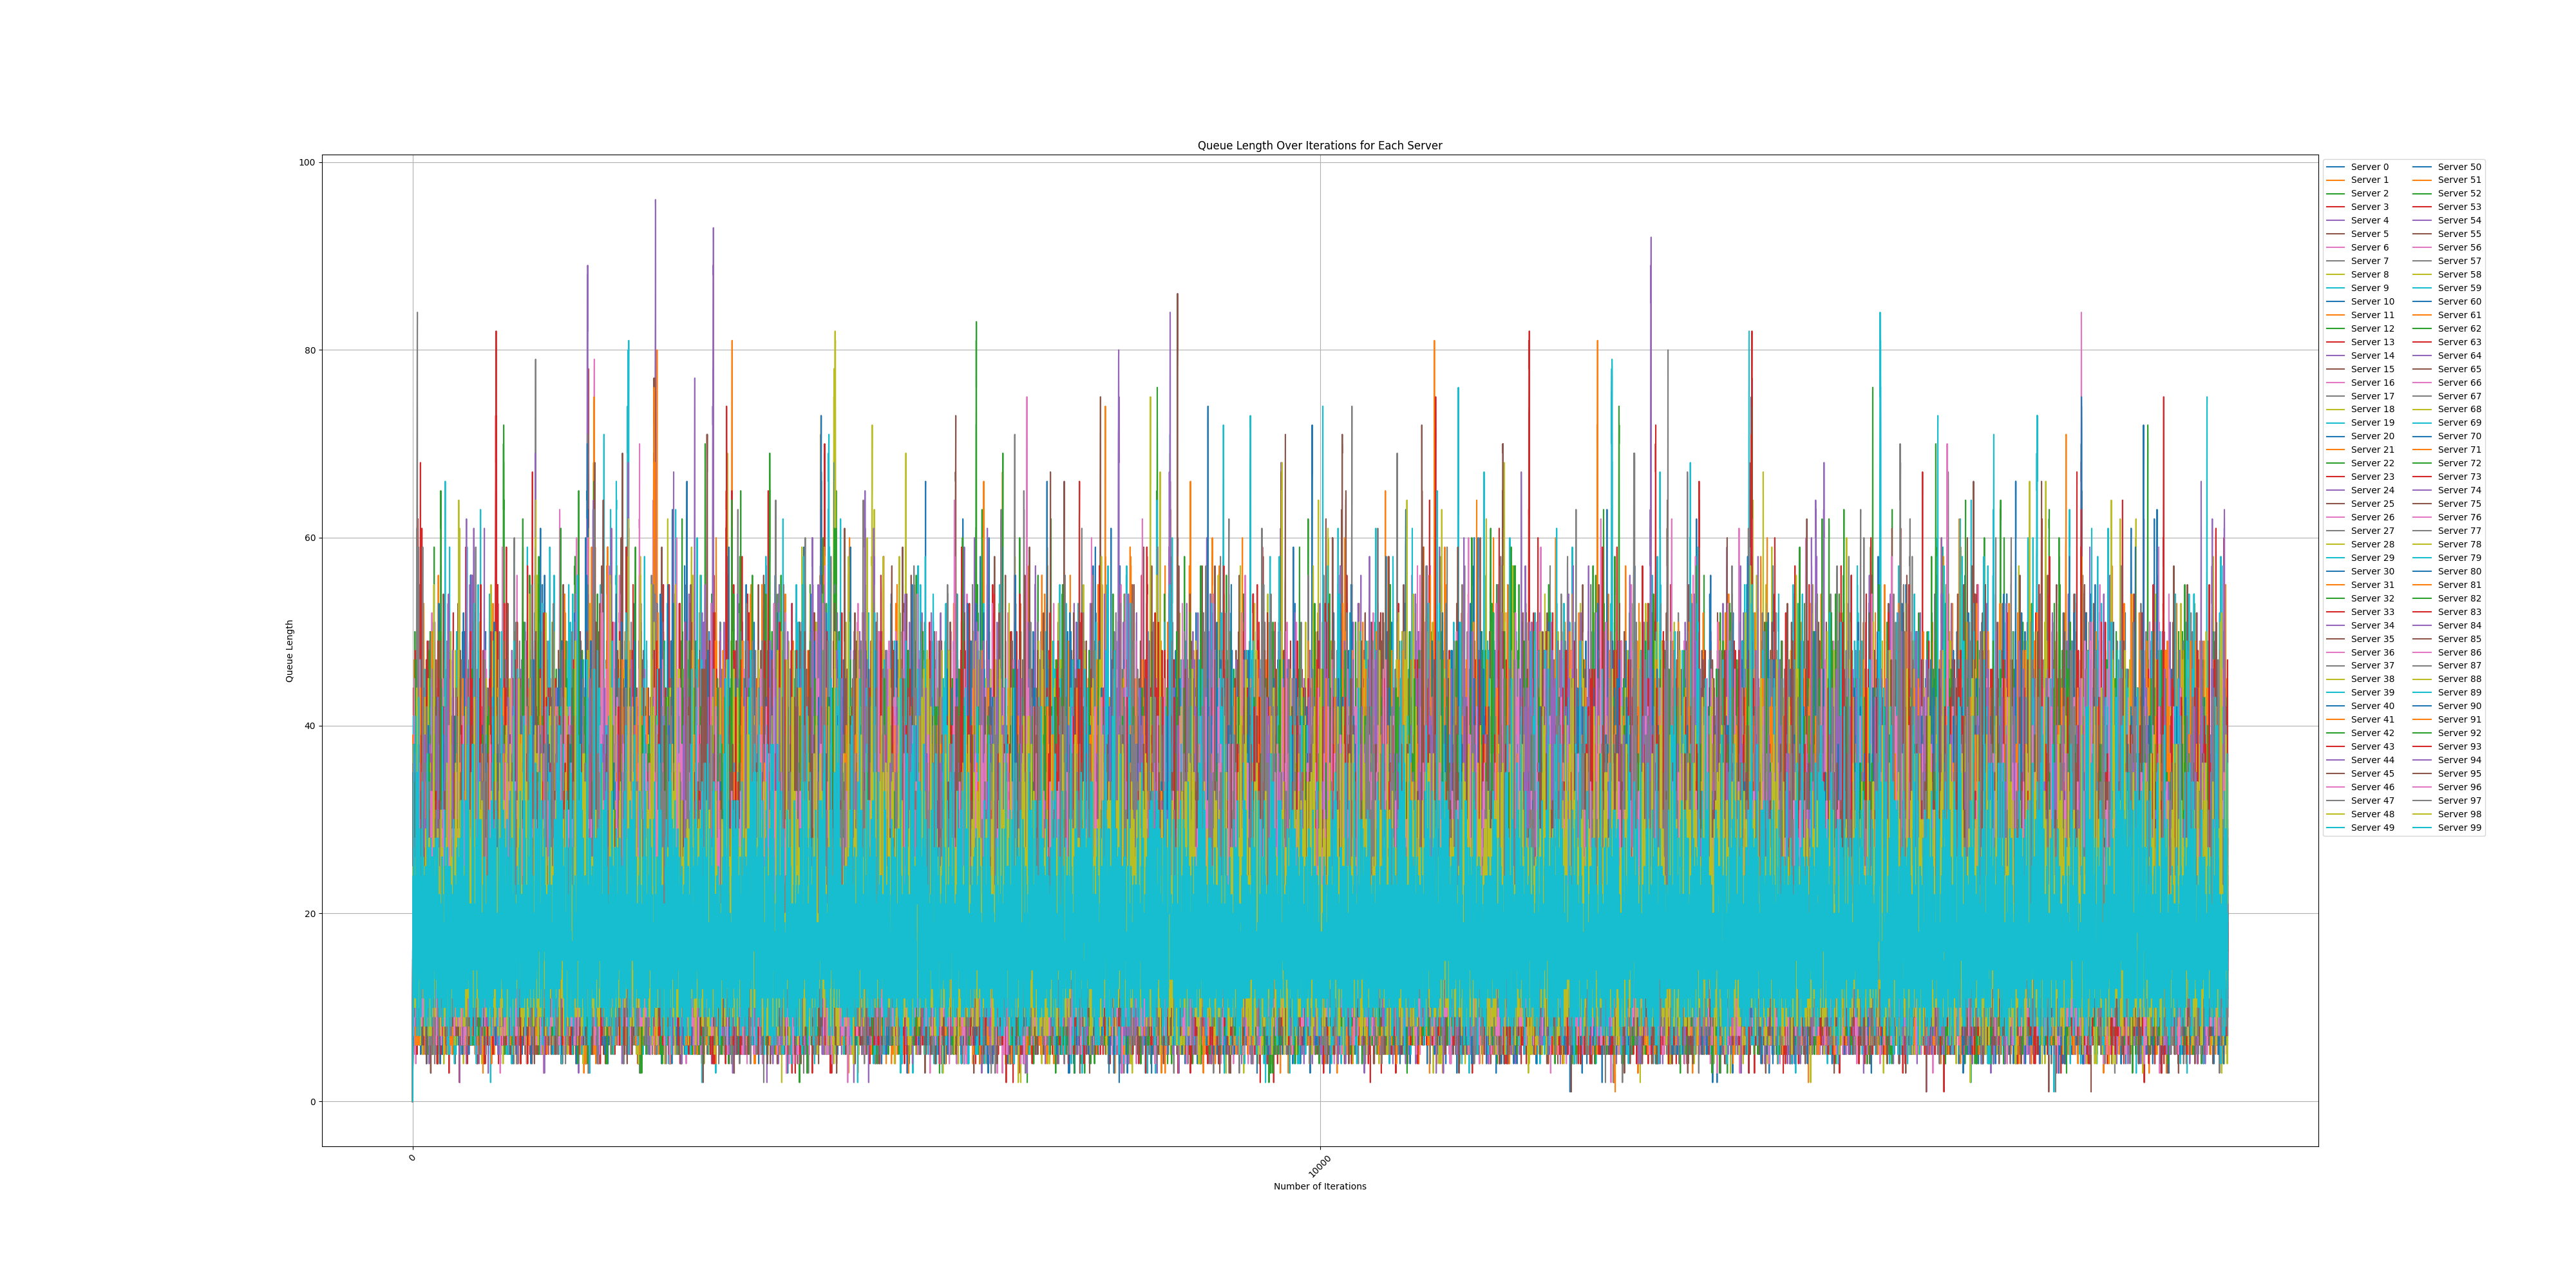 Queue Length Over Iterations for Each Server
100
80
60
40
20
0
Queue Length
0
10000
Number of Iterations
Server 0
Server 1
Server 2
Server 3
Server 4
Server 5
Server 6
Server 7
Server 8
Server 9
Server 10
Server 11
Server 12
Server 13
Server 14
Server 15
Server 16
Server 17
Server 18
Server 19
Server 20
Server 21
Server 22
Server 23
Server 24
Server 25
Server 26
Server 27
Server 28
Server 29
Server 30
Server 31
Server 32
Server 33
Server 34
Server 35
Server 36
Server 37
Server 38
Server 39
Server 40
Server 41
Server 42
Server 43
Server 44
Server 45
Server 46
Server 47
Server 48
Server 49
Server 50
Server 51
Server 52
Server 53
Server 54
Server 55
Server 56
Server 57
Server 58
Server 59
Server 60
Server 61
Server 62
Server 63
Server 64
Server 65
Server 66
Server 67
Server 68
Server 69
Server 70
Server 71
Server 72
Server 73
Server 74
Server 75
Server 76
Server 77
Server 78
Server 79
Server 80
Server 81
Server 82
Server 83
Server 84
Server 85
Server 86
Server 87
Server 88
Server 89
Server 90
Server 91
Server 92
Server 93
Server 94
Server 95
Server 96
Server 97
Server 98
Server 99